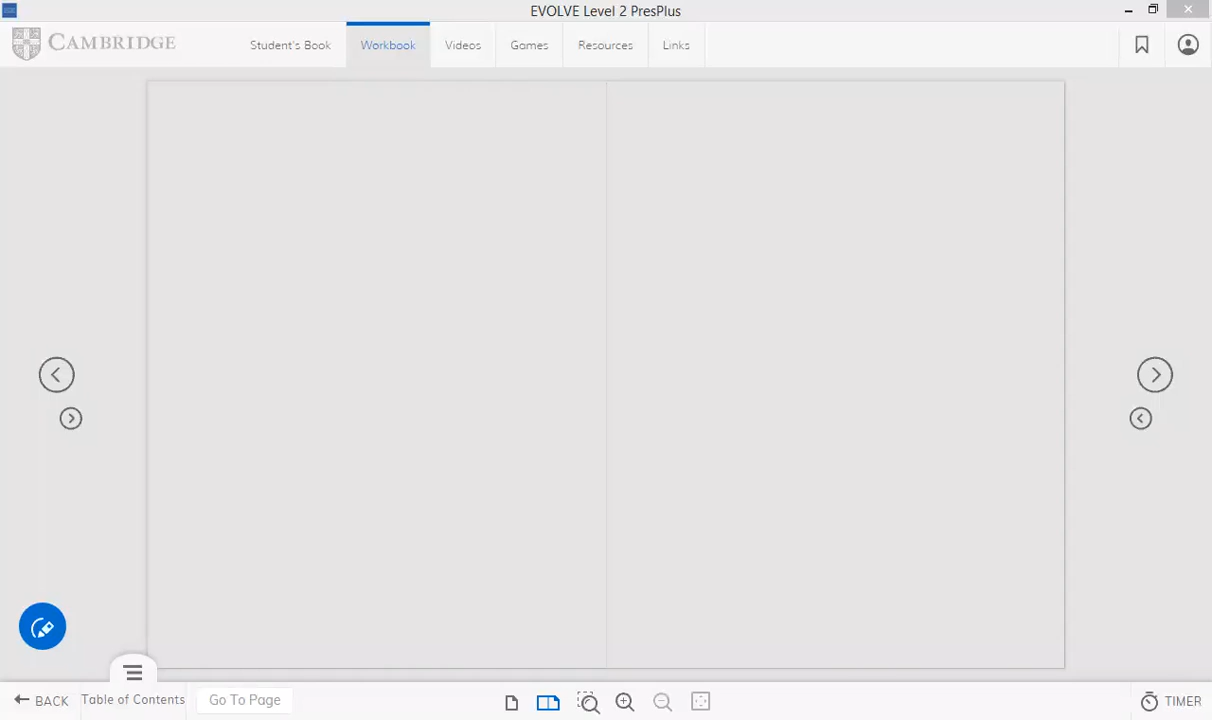 EVOLVE Level 2 PresPlus
CAMBRIDGE
Student's Book
Workbook
Videos
Games
Resources
Links
BACK
Table of Contents
Go To Page
TIMER